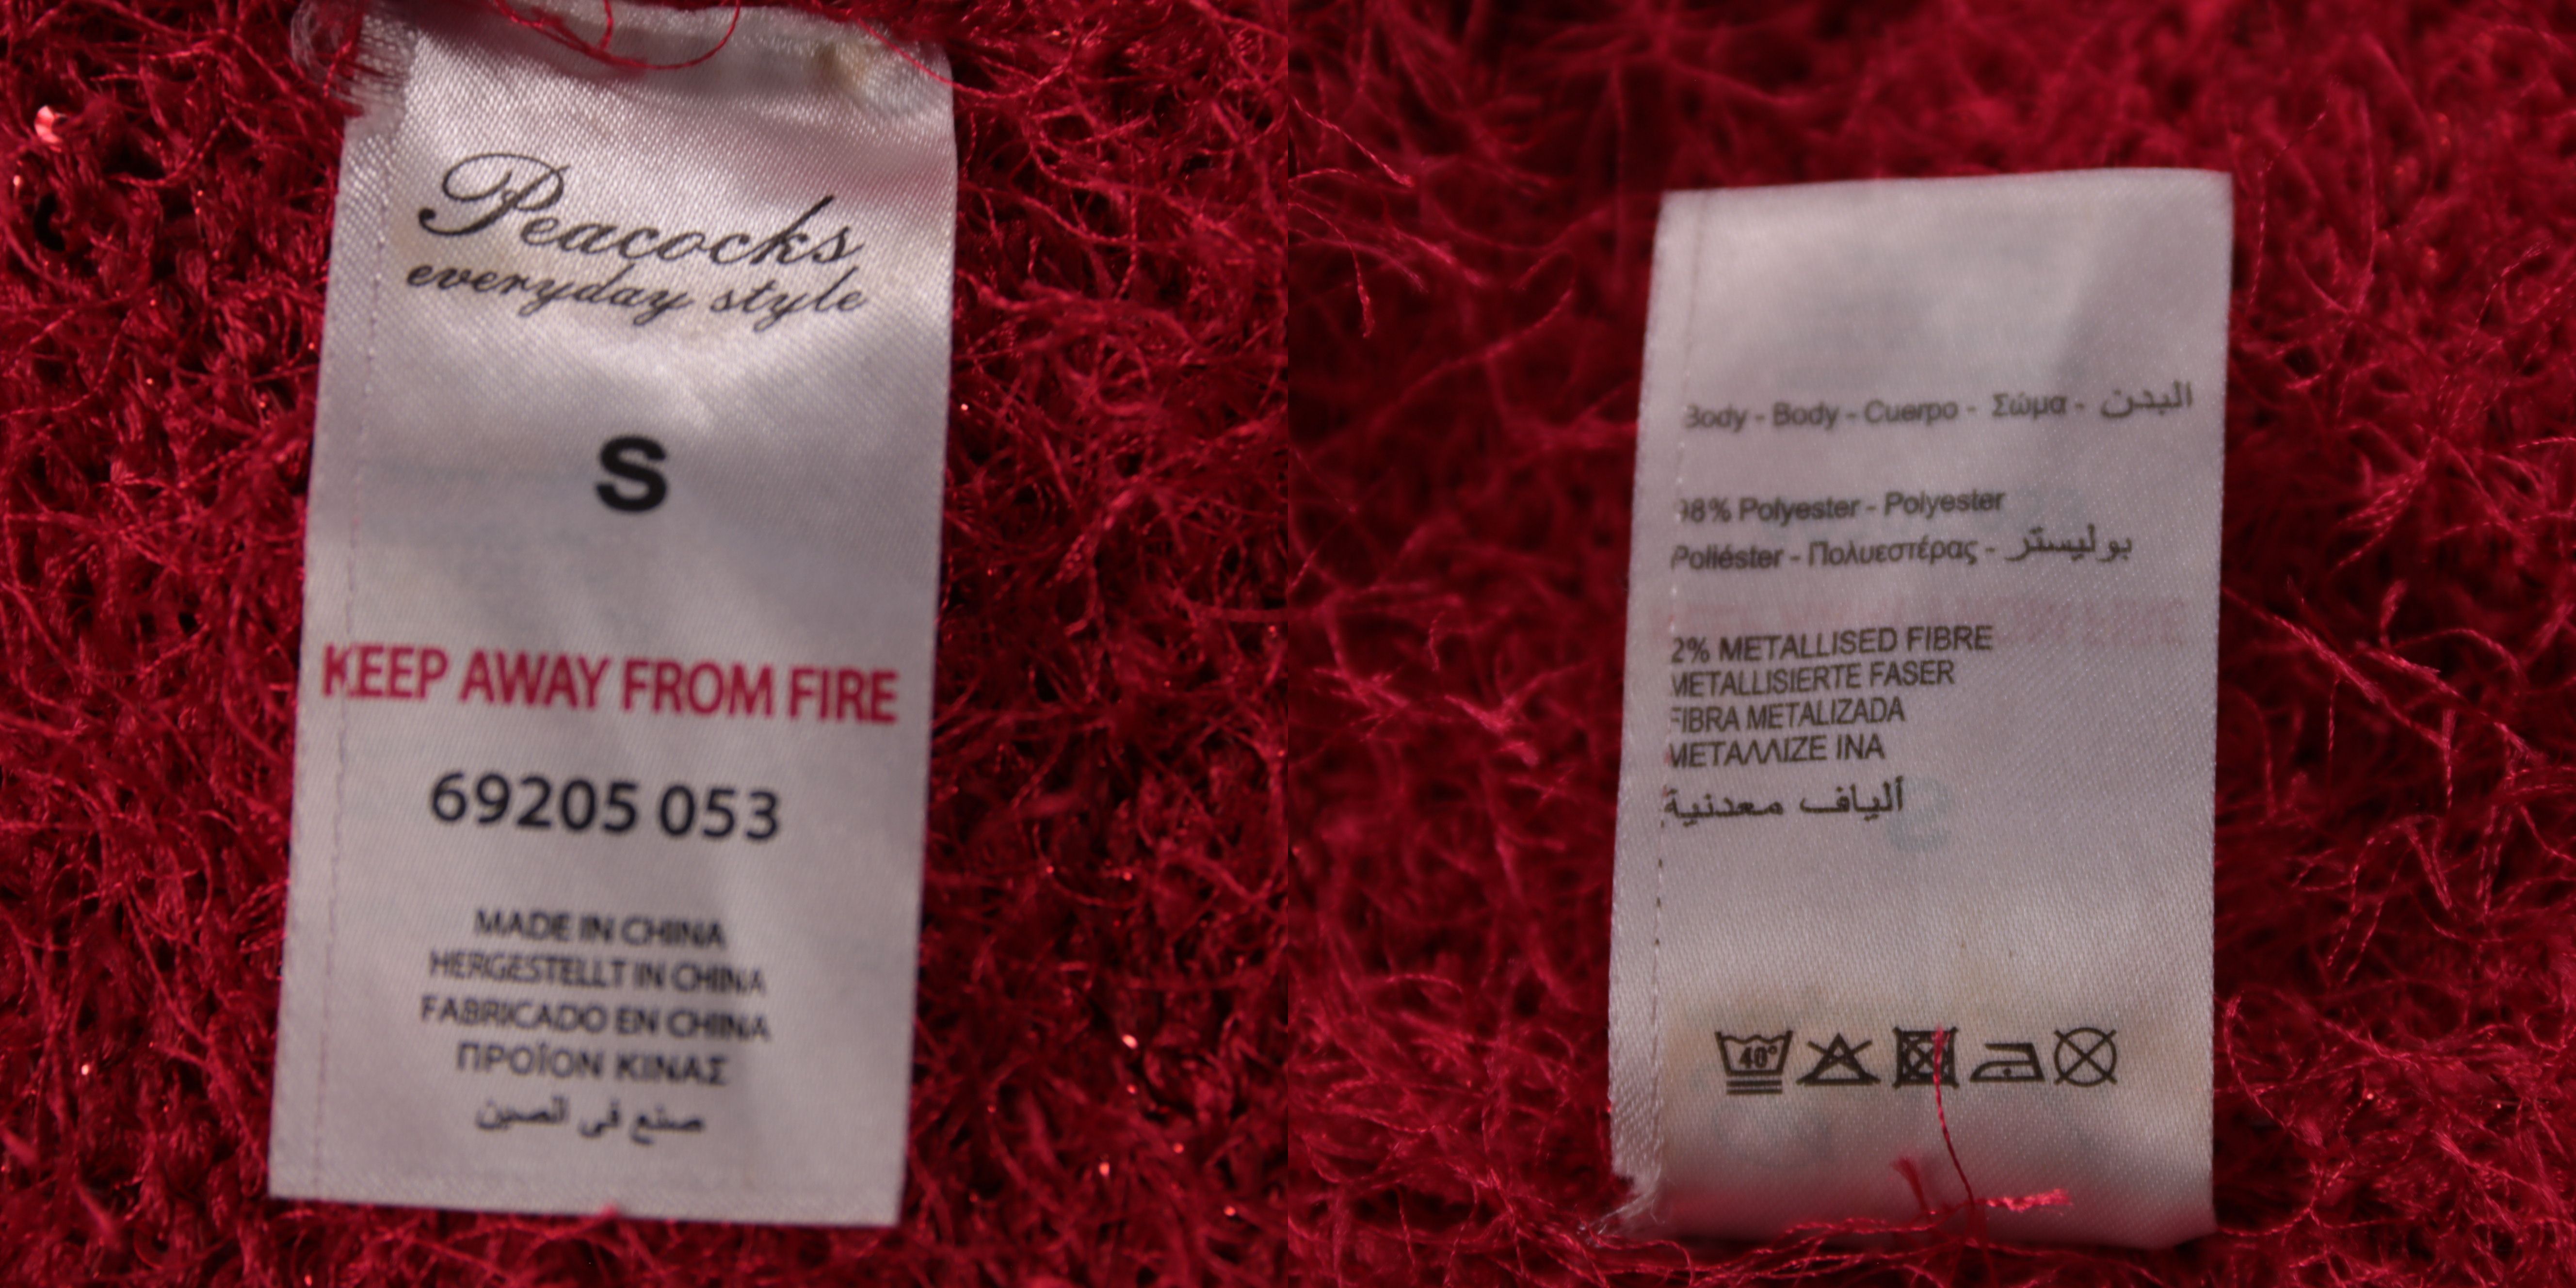 Peacocks
everyday style
S
KEEP AWAY FROM FIRE
69205 053
MADE IN CHINA
HERGESTELLT IN CHINA
FABRICADO EN CHINA
ΠΡΟΪΟΝ ΚΙΝΑΣ
صنع في الصين
Body - Body - Cuerpo - Σώμα - البدن
98% Polyester - Polyester
Poliéster - Πολυεστέρας - بوليستر
2% METALLISED FIBRE
METALLISIERTE FASER
FIBRA METALIZADA
ΜΕΤΑΛΛΙΖΕ ΙΝΑ
ألياف معدنية
40°